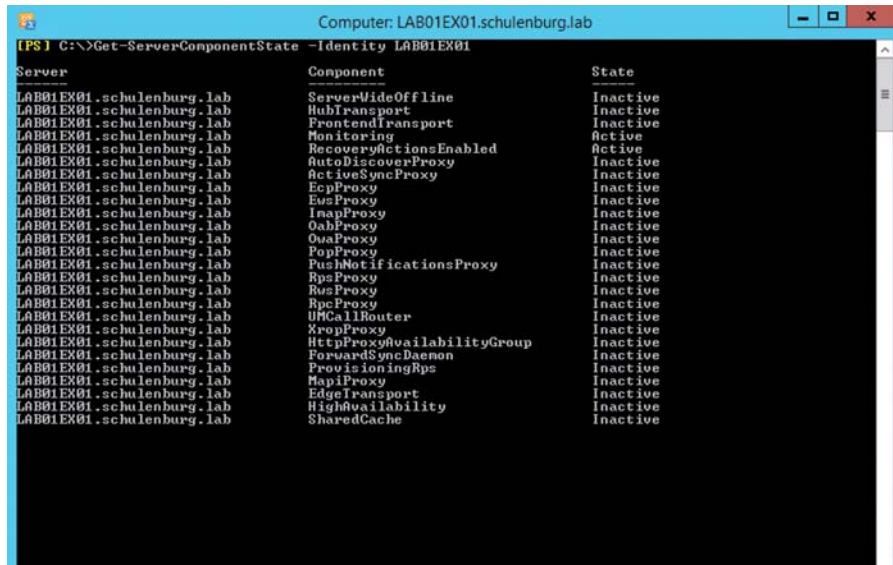 Computer: LAB01EX01.schulenburg.lab
[PS] C:\>Get-ServerComponentState -Identity LAB01EX01
Server Component State
------ --------- -----
LAB01EX01.schulenburg.lab ServerWideOffline Inactive
LAB01EX01.schulenburg.lab HubTransport Inactive
LAB01EX01.schulenburg.lab FrontendTransport Inactive
LAB01EX01.schulenburg.lab Monitoring Active
LAB01EX01.schulenburg.lab RecoveryActionsEnabled Active
LAB01EX01.schulenburg.lab AutoDiscoverProxy Inactive
LAB01EX01.schulenburg.lab ActiveSyncProxy Inactive
LAB01EX01.schulenburg.lab EcpProxy Inactive
LAB01EX01.schulenburg.lab EwsProxy Inactive
LAB01EX01.schulenburg.lab ImapProxy Inactive
LAB01EX01.schulenburg.lab OabProxy Inactive
LAB01EX01.schulenburg.lab OwaProxy Inactive
LAB01EX01.schulenburg.lab PopProxy Inactive
LAB01EX01.schulenburg.lab PushNotificationsProxy Inactive
LAB01EX01.schulenburg.lab RpsProxy Inactive
LAB01EX01.schulenburg.lab RwsProxy Inactive
LAB01EX01.schulenburg.lab RpcProxy Inactive
LAB01EX01.schulenburg.lab UMCallRouter Inactive
LAB01EX01.schulenburg.lab XropProxy Inactive
LAB01EX01.schulenburg.lab HttpProxyAvailabilityGroup Inactive
LAB01EX01.schulenburg.lab ForwardSyncDaemon Inactive
LAB01EX01.schulenburg.lab ProvisioningRps Inactive
LAB01EX01.schulenburg.lab MapiProxy Inactive
LAB01EX01.schulenburg.lab EdgeTransport Inactive
LAB01EX01.schulenburg.lab HighAvailability Inactive
LAB01EX01.schulenburg.lab SharedCache Inactive